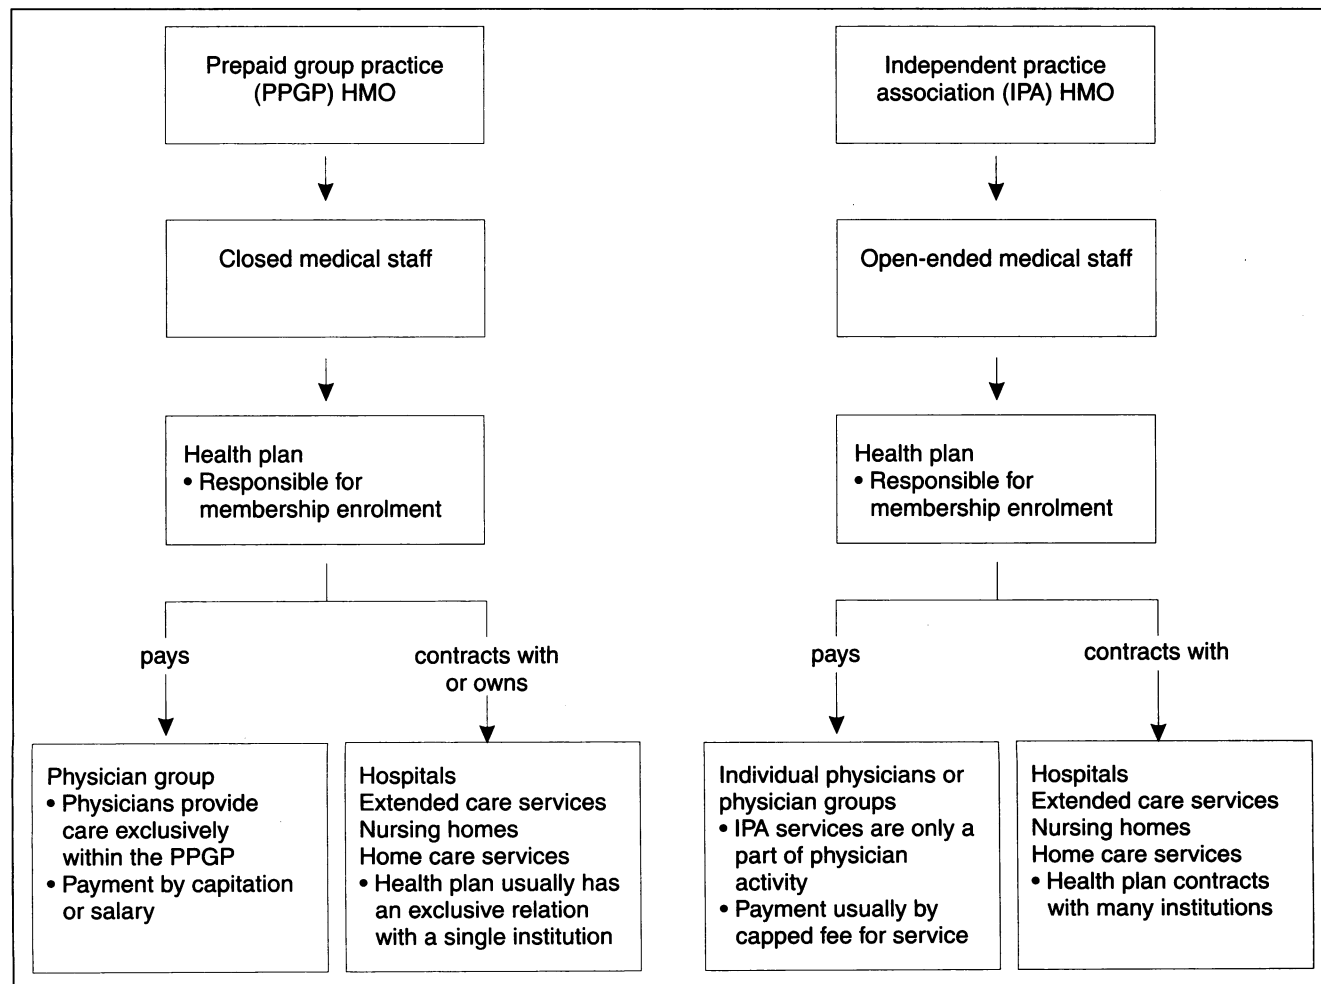 Prepaid group practice
(PPGP) HMO
Closed medical staff
Health plan
• Responsible for
membership enrolment
pays
contracts with
or owns
Physician group
• Physicians provide
care exclusively
within the PPGP
• Payment by capitation
or salary
Hospitals
Extended care services
Nursing homes
Home care services
• Health plan usually has
an exclusive relation
with a single institution
Independent practice
association (IPA) HMO
Open-ended medical staff
Health plan
• Responsible for
membership enrolment
pays
contracts with
Individual physicians or
physician groups
• IPA services are only a
part of physician
activity
• Payment usually by
capped fee for service
Hospitals
Extended care services
Nursing homes
Home care services
• Health plan contracts
with many institutions